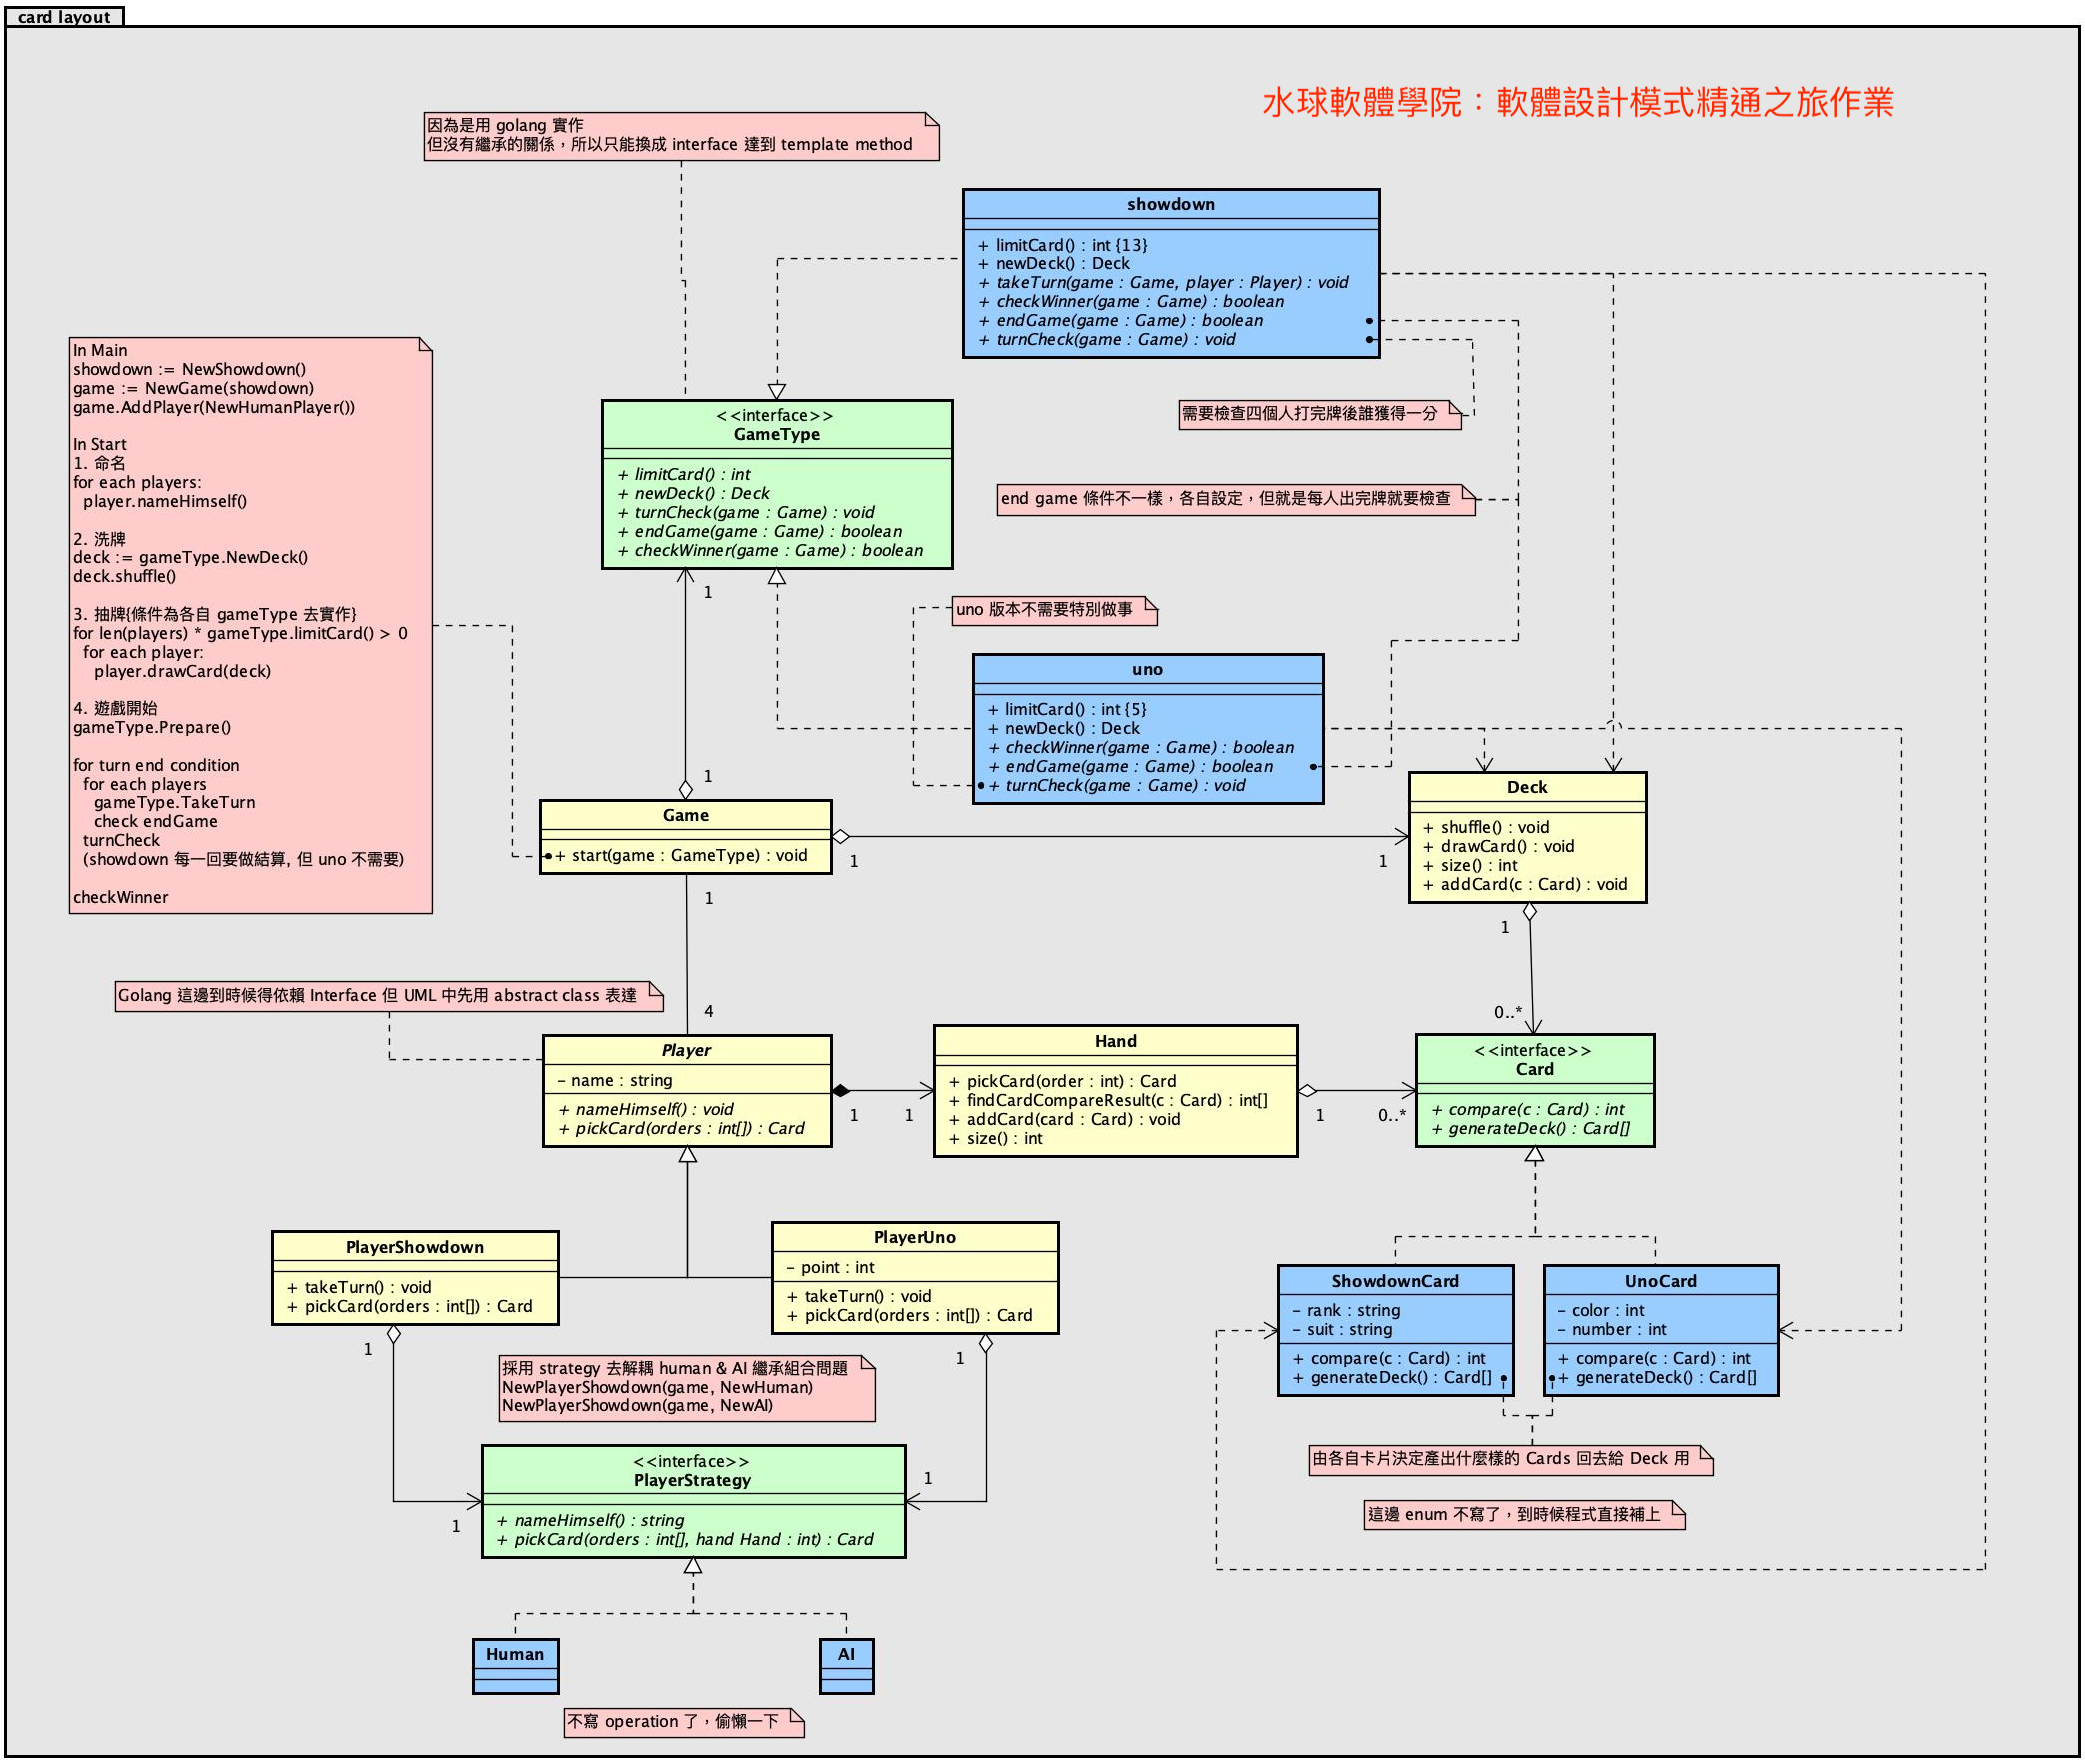 card layout
水球軟體學院：軟體設計模式精通之旅作業
因為是用 golang 實作
但沒有繼承的關係，所以只能換成 interface 達到 template method
showdown
+ limitCard() : int {13}
+ newDeck() : Deck
+ takeTurn(game : Game, player : Player) : void
+ checkWinner(game : Game) : boolean
+ endGame(game : Game) : boolean
+ turnCheck(game : Game) : void
In Main
showdown := NewShowdown()
game := NewGame(showdown)
game.AddPlayer(NewHumanPlayer())
In Start
1. 命名
for each players:
player.nameHimself()
2. 洗牌
deck := gameType.NewDeck()
deck.shuffle()
3. 抽牌{條件為各自 gameType 去實作}
for len(players) * gameType.limitCard() > 0
for each player:
player.drawCard(deck)
4. 遊戲開始
gameType.Prepare()
for turn end condition
for each players
gameType.TakeTurn
check endGame
turnCheck
(showdown 每一回要做結算, 但 uno 不需要)
checkWinner
<<interface>>
GameType
+ limitCard() : int
+ newDeck() : Deck
+ turnCheck(game : Game) : void
+ endGame(game : Game) : boolean
+ checkWinner(game : Game) : boolean
需要檢查四個人打完牌後誰獲得一分
end game 條件不一樣，各自設定，但就是每人出完牌就要檢查
1
uno 版本不需要特別做事
uno
+ limitCard() : int {5}
+ newDeck() : Deck
+ checkWinner(game : Game) : boolean
+ endGame(game : Game) : boolean
+ turnCheck(game : Game) : void
1
Game
+ start(game : GameType) : void
1
1
Deck
+ shuffle() : void
+ drawCard() : void
+ size() : int
+ addCard(c : Card) : void
1
1
0..*
4
Golang 這邊到時候得依賴 Interface 但 UML 中先用 abstract class 表達
Player
- name : string
+ nameHimself() : void
+ pickCard(orders : int[]) : Card
1
1
Hand
+ pickCard(order : int) : Card
+ findCardCompareResult(c : Card) : int[]
+ addCard(card : Card) : void
+ size() : int
1
0..*
<<interface>>
Card
+ compare(c : Card) : int
+ generateDeck() : Card[]
PlayerShowdown
+ takeTurn() : void
+ pickCard(orders : int[]) : Card
1
PlayerUno
- point : int
+ takeTurn() : void
+ pickCard(orders : int[]) : Card
1
ShowdownCard
- rank : string
- suit : string
+ compare(c : Card) : int
+ generateDeck() : Card[]
UnoCard
- color : int
- number : int
+ compare(c : Card) : int
+ generateDeck() : Card[]
採用 strategy 去解耦 human & AI 繼承組合問題
NewPlayerShowdown(game, NewHuman)
NewPlayerShowdown(game, NewAI)
由各自卡片決定產出什麼樣的 Cards 回去給 Deck 用
這邊 enum 不寫了，到時候程式直接補上
1
1
<<interface>>
PlayerStrategy
+ nameHimself() : string
+ pickCard(orders : int[], hand Hand : int) : Card
Human
AI
不寫 operation 了，偷懶一下